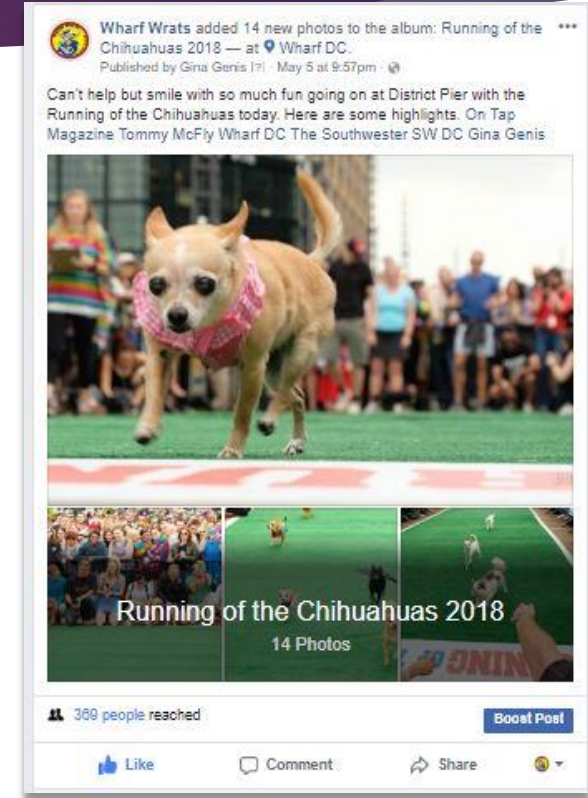 Wharf Wrats added 14 new photos to the album: Running of the
Chihuahuas 2018 — at Wharf DC.
Published by Gina Genis [?] · May 5 at 9:57pm ·
Can't help but smile with so much fun going on at District Pier with the
Running of the Chihuahuas today. Here are some highlights. On Tap
Magazine Tommy McFly Wharf DC The Southwester SW DC Gina Genis
Running of the Chihuahuas 2018
14 Photos
369 people reached
Boost Post
Like
Comment
Share